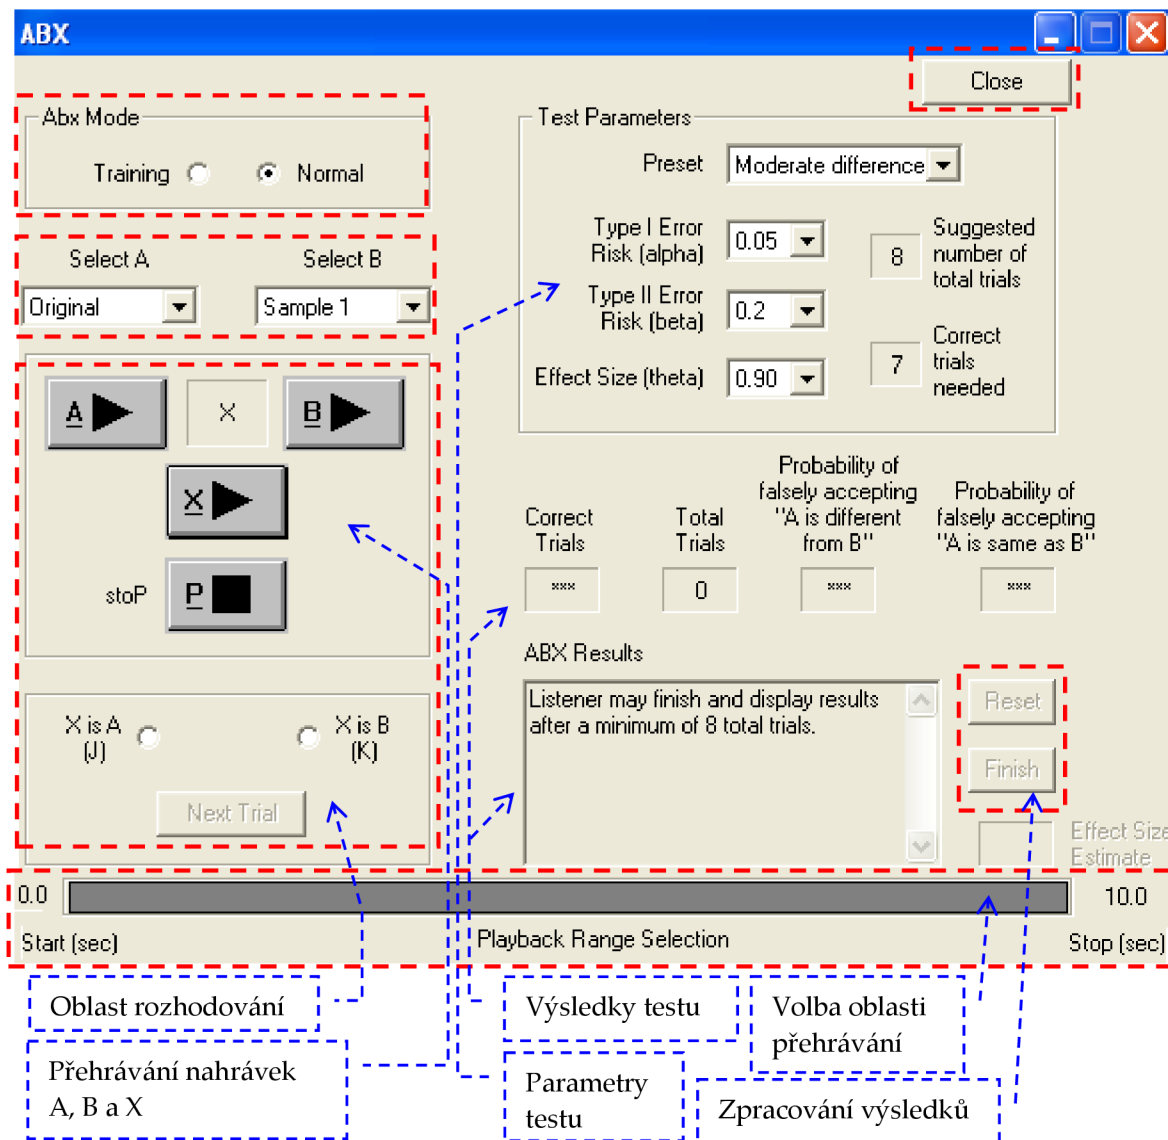 ABX
Close
Abx Mode
Training
Normal
Select A
Select B
Original
Sample 1
A
X
B
X
stoP
P
X is A
(J)
X is B
(K)
Next Trial
Test Parameters
Preset
Moderate difference
Type I Error
Risk (alpha)
0.05
8
Suggested
number of
total trials
Type II Error
Risk (beta)
0.2
Effect Size (theta)
0.90
7
Correct
trials
needed
Correct
Trials
***
Total
Trials
0
Probability of
falsely accepting
"A is different
from B"
***
Probability of
falsely accepting
"A is same as B"
***
ABX Results
Listener may finish and display results
after a minimum of 8 total trials.
Reset
Finish
Effect Size
Estimate
0.0
10.0
Start (sec)
Playback Range Selection
Stop (sec)
Oblast rozhodování
Přehrávání nahrávek
A, B a X
Výsledky testu
Parametry
testu
Volba oblasti
přehrávání
Zpracování výsledků